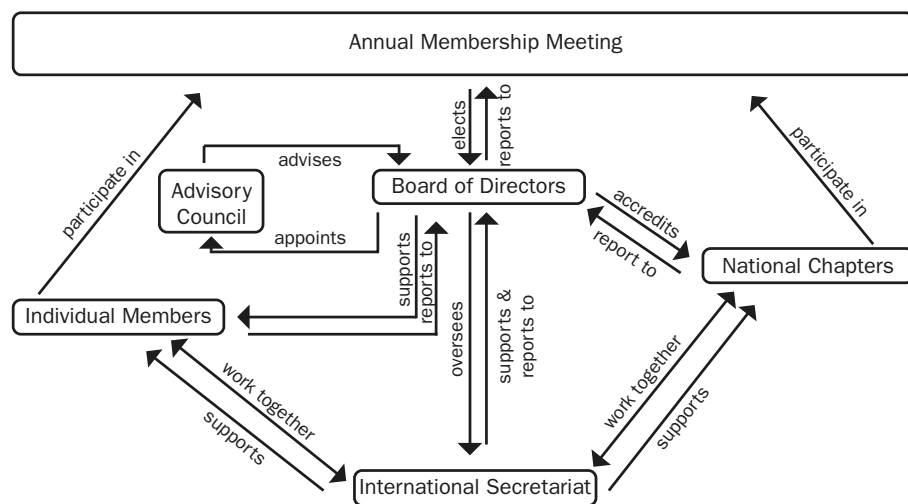 Annual Membership Meeting
elects
reports to
participate in
participate in
advises
Advisory
Council
Board of Directors
accredits
report to
appoints
supports
reports to
National Chapters
Individual Members
oversees
supports &
reports to
work together
supports
work together
supports
International Secretariat